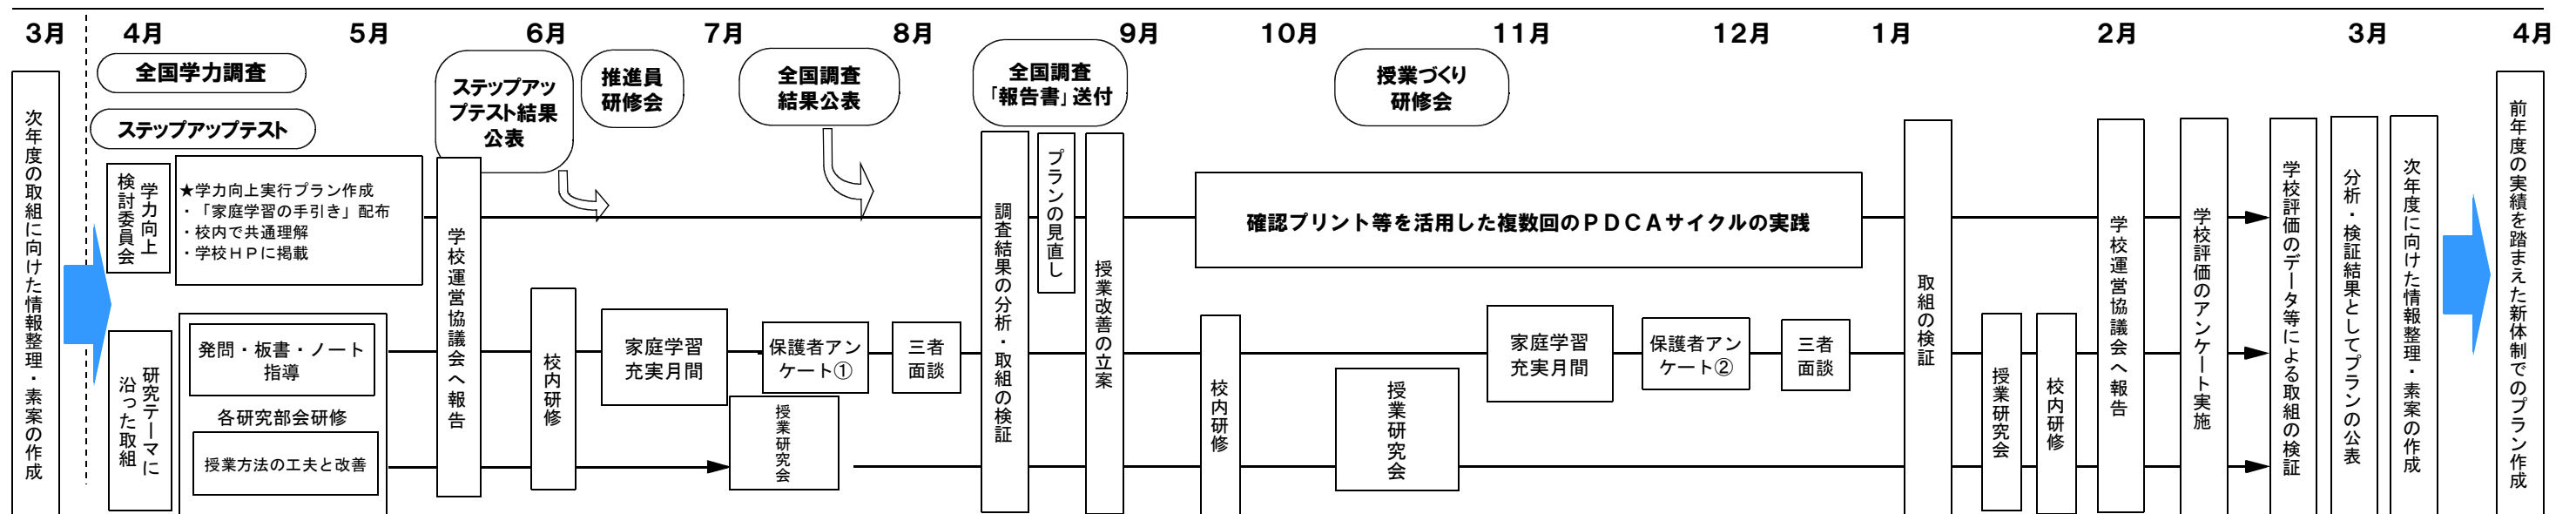 3月
4月
5月
6月
7月
8月
9月
10月
11月
12月
1月
2月
3月
4月
全国学力調査
ステップアップテスト
ステップアッ
プテスト結果
公表
推進員
研修会
全国調査
結果公表
全国調査
「報告書」送付
授業づくり
研修会
次年度の取組に向けた情報整理・素案の作成
学力向上
検討委員会
★学力向上実行プラン作成
・「家庭学習の手引き」配布
・校内で共通理解
・学校ＨＰに掲載
研究テーマに
沿った取組
発問・板書・ノート
指導
各研究部会研修
授業方法の工夫と改善
学校運営協議会へ報告
校内研修
家庭学習
充実月間
保護者アン
ケート①
三者
面談
授業研究会
調査結果の分析・取組の検証
プランの見直し
授業改善の立案
確認プリント等を活用した複数回のＰＤＣＡサイクルの実践
校内研修
授業研究会
家庭学習
充実月間
保護者アン
ケート②
三者
面談
取組の検証
授業研究会
校内研修
学校運営協議会へ報告
学校評価のアンケート実施
学校評価のデータ等による取組の検証
分析・検証結果としてプランの公表
次年度に向けた情報整理・素案の作成
前年度の実績を踏まえた新体制でのプラン作成